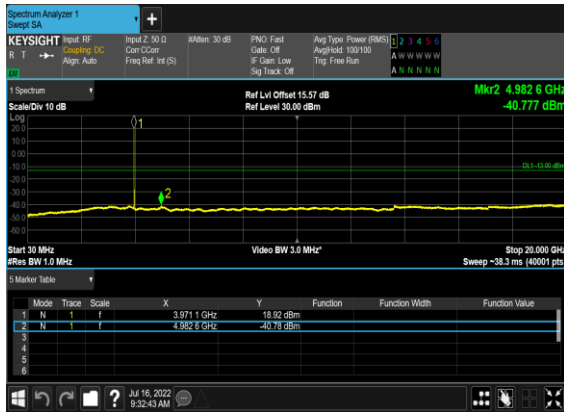 Spectrum Analyzer 1
Swept SA
+
KEYSIGHT Input: RF Input Z: 50 Ω #Atten: 30 dB PNO: Fast Avg Type: Power (RMS) 1 2 3 4 5 6
R T Coupling: DC Corr CCorr Gate: Off Avg|Hold: 100/100 A W W W W W
Align: Auto Freq Ref: Int (S) IF Gain: Low Trig: Free Run
Sig Track: Off A N N N N N
1 Spectrum Ref Lvl Offset 15.57 dB Mkr2 4.982 6 GHz
Scale/Div 10 dB Ref Level 30.00 dBm -40.777 dBm
Log
20.0
10.0
0.00
-10.0
DL1 -13.00 dBm
-20.0
-30.0
-40.0
-50.0
-60.0
1
2
Start 30 MHz Video BW 3.0 MHz* Stop 20.000 GHz
#Res BW 1.0 MHz Sweep ~38.3 ms (40001 pts)
5 Marker Table
Mode Trace Scale X Y Function Function Width Function Value
1 N 1 f 3.971 1 GHz 18.92 dBm
2 N 1 f 4.982 6 GHz -40.78 dBm
3
4
5
6
? Jul 16, 2022
9:32:43 AM